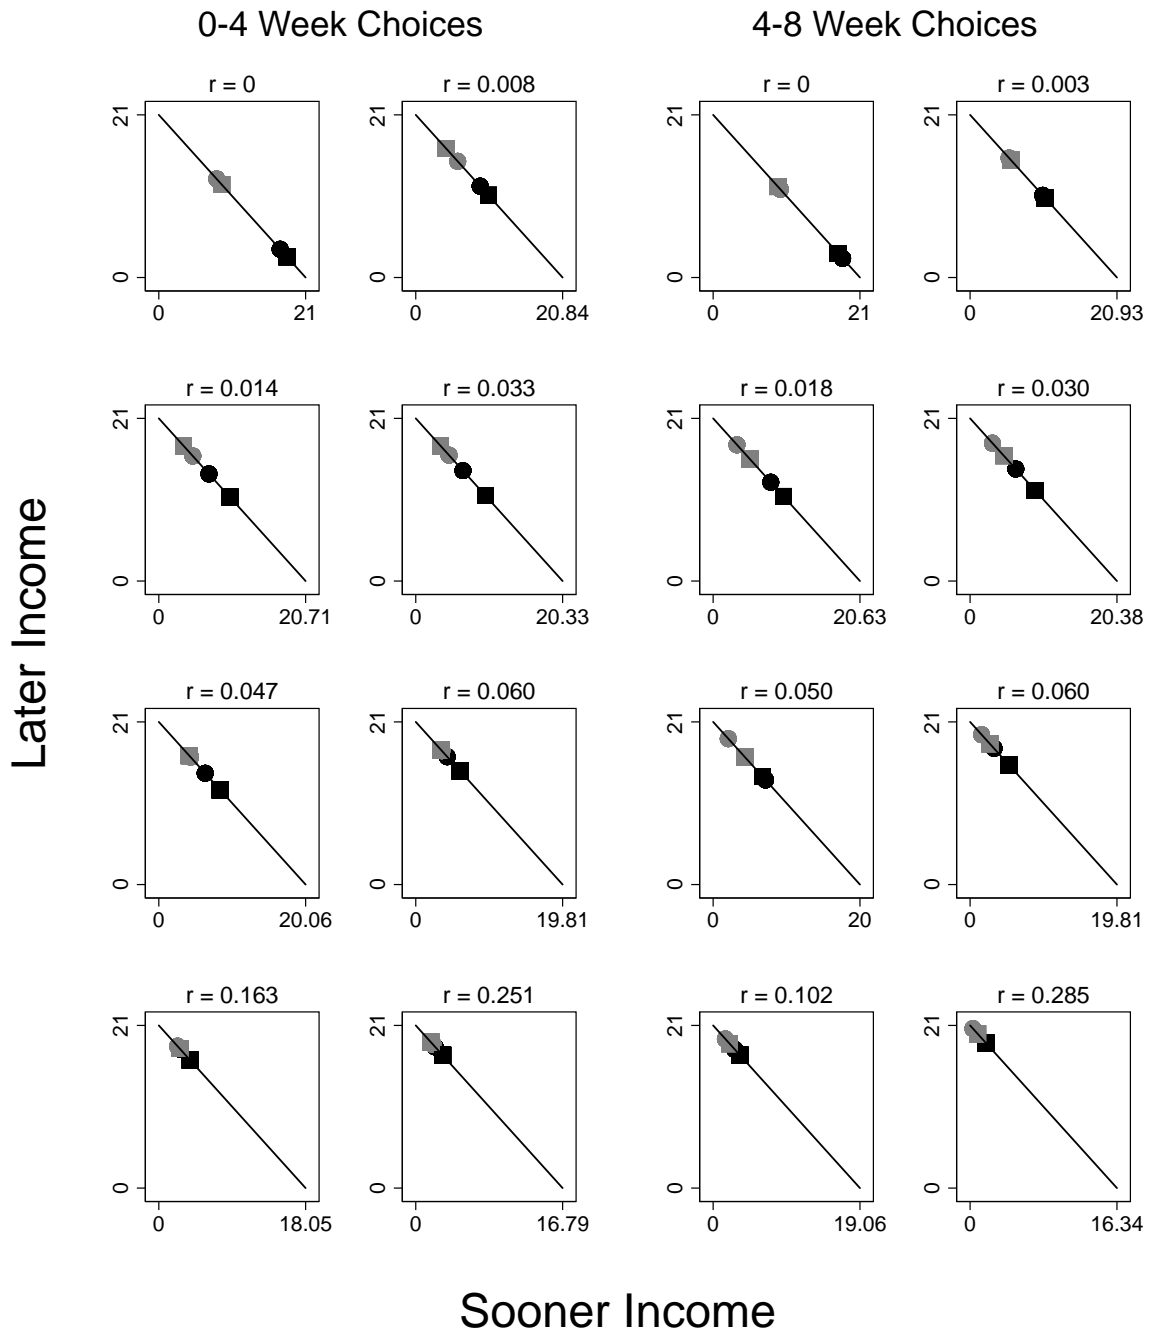 0-4 Week Choices 4-8 Week Choices
r = 0 r = 0.008 r = 0 r = 0.003
21 21 21 21
0 0 0 0
0 21 0 20.84 0 21 0 20.93
r = 0.014 r = 0.033 r = 0.018 r = 0.030
21 21 21 21
0 0 0 0
0 20.71 0 20.33 0 20.63 0 20.38
Later Income
r = 0.047 r = 0.060 r = 0.050 r = 0.060
21 21 21 21
0 0 0 0
0 20.06 0 19.81 0 20 0 19.81
r = 0.163 r = 0.251 r = 0.102 r = 0.285
21 21 21 21
0 0 0 0
0 18.05 0 16.79 0 19.06 0 16.34
Sooner Income